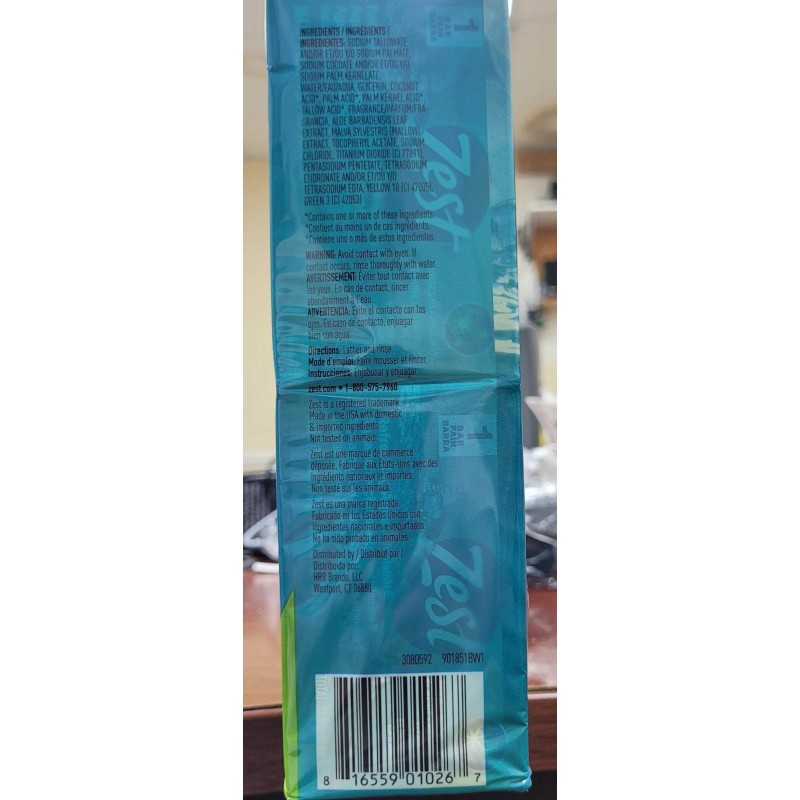 INGREDIENTS / INGRÉDIENTS /
INGREDIENTES: SODIUM TALLOWATE
AND/OR ET/OU Y/O SODIUM PALMATE,
SODIUM COCOATE AND/OR ET/OU Y/O
SODIUM PALM KERNELATE,
WATER/EAU/AQUA, GLYCERIN, COCONUT
ACID*, PALM ACID*, PALM KERNEL ACID*,
TALLOW ACID*, FRAGRANCE/PARFUM/FRA-
GRANCIA, ALOE BARBADENSIS LEAF
EXTRACT, MALVA SYLVESTRIS (MALLOW)
EXTRACT, TOCOPHERYL ACETATE, SODIUM
CHLORIDE, TITANIUM DIOXIDE (CI 77891),
PENTASODIUM PENTETATE, TETRASODIUM
ETIDRONATE AND/OR ET/OU Y/O
TETRASODIUM EDTA, YELLOW 10 (CI 47005),
GREEN 3 (CI 42053)
*Contains one or more of these ingredients.
*Contient au moins un de ces ingrédients.
*Contiene uno o más de estos ingredientes.
WARNING: Avoid contact with eyes. If
contact occurs, rinse thoroughly with water.
AVERTISSEMENT: Éviter tout contact avec
les yeux. En cas de contact, rincer
abondamment à l'eau.
ADVERTENCIA: Evite el contacto con los
ojos. En caso de contacto, enjuagar
bien con agua.
Directions: Lather and rinse.
Mode d'emploi: Faire mousser et rincer.
Instrucciones: Enjabonar y enjuagar.
zest.com • 1-800-575-7960
Zest is a registered trademark.
Made in the USA with domestic
& imported ingredients.
Not tested on animals.
Zest est une marque de commerce
déposée. Fabriqué aux États-Unis avec des
ingrédients nationaux et importés.
Non testé sur les animaux.
Zest es una marca registrada.
Fabricado en los Estados Unidos con
ingredientes nacionales e importados.
No ha sido probado en animales.
Distributed by / Distribué par /
Distribuido por:
HRB Brands, LLC
Westport, CT 06880
3080592 901851BW1
8 16559 01026 7
1
BAR
PAIN
BARRA
Zest
1
BAR
PAIN
BARRA
Zest